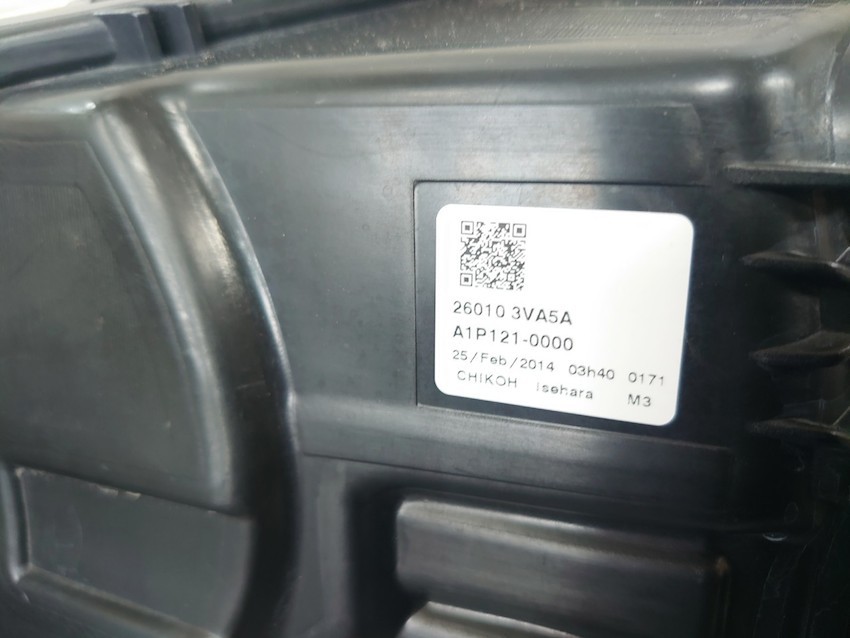 26010 3VA5A
A1P121-0000
25/Feb/2014 03h40 0171
CHIKOH Isehara M3